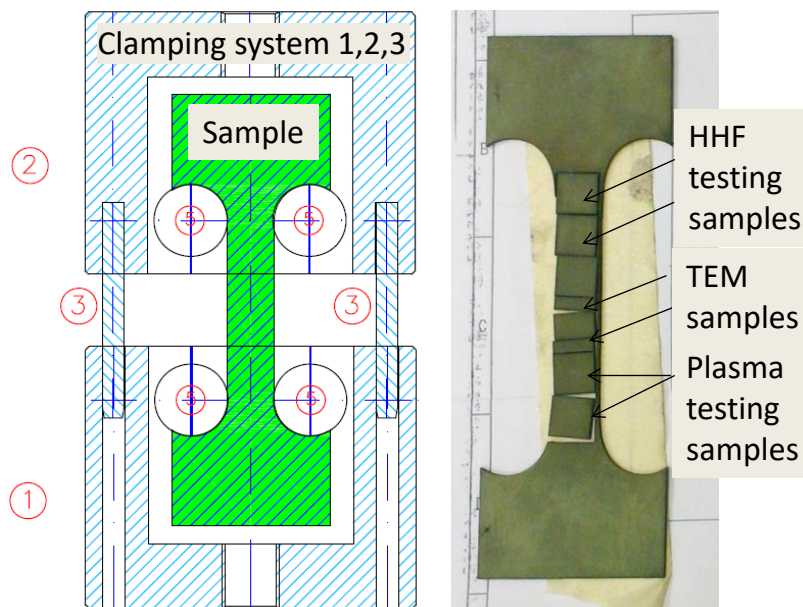 Clamping system 1,2,3
Sample
2
5
5
3
3
5
5
1
HHF
testing
samples
TEM
samples
Plasma
testing
samples
B
C